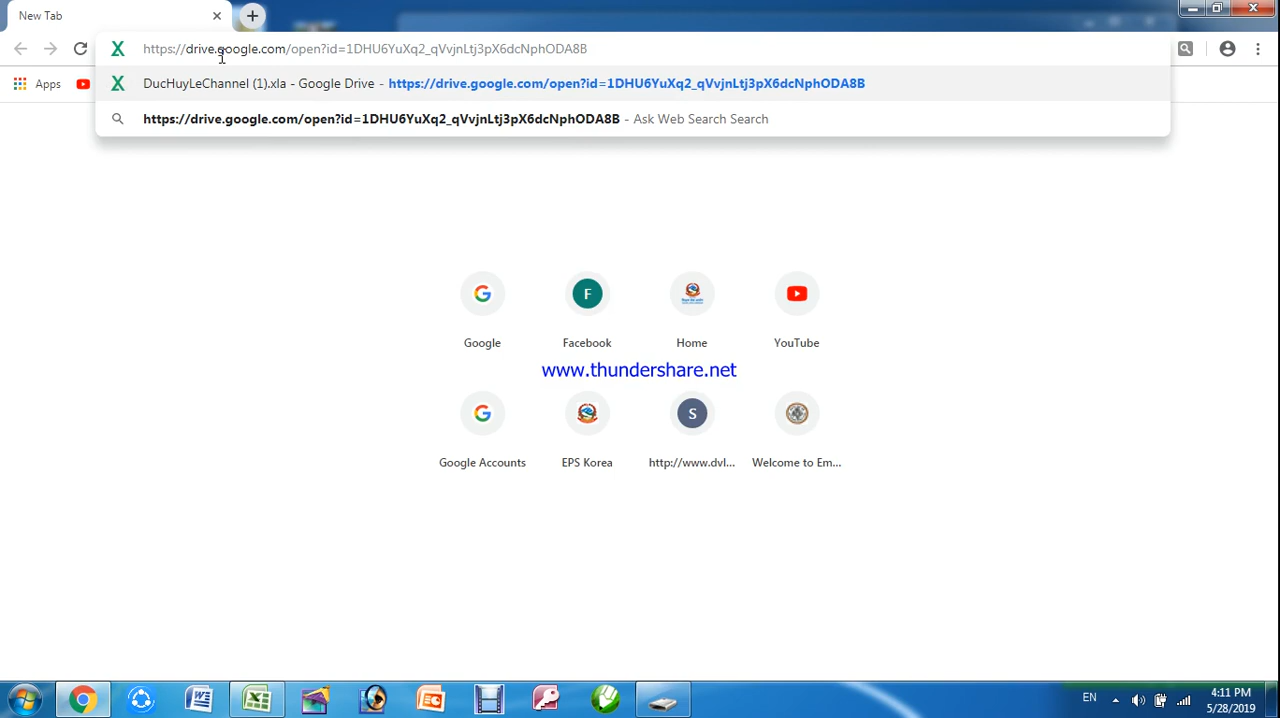 New Tab
https://drive.google.com/open?id=1DHU6YuXq2_qVvjnLtj3pX6dcNphODA8B
Apps
DucHuyLeChannel (1).xla - Google Drive - https://drive.google.com/open?id=1DHU6YuXq2_qVvjnLtj3pX6dcNphODA8B
https://drive.google.com/open?id=1DHU6YuXq2_qVvjnLtj3pX6dcNphODA8B - Ask Web Search Search
F
Google
Facebook
Home
YouTube
www.thundershare.net
S
Google Accounts
EPS Korea
http://www.dvl...
Welcome to Em...
EN
4:11 PM
5/28/2019